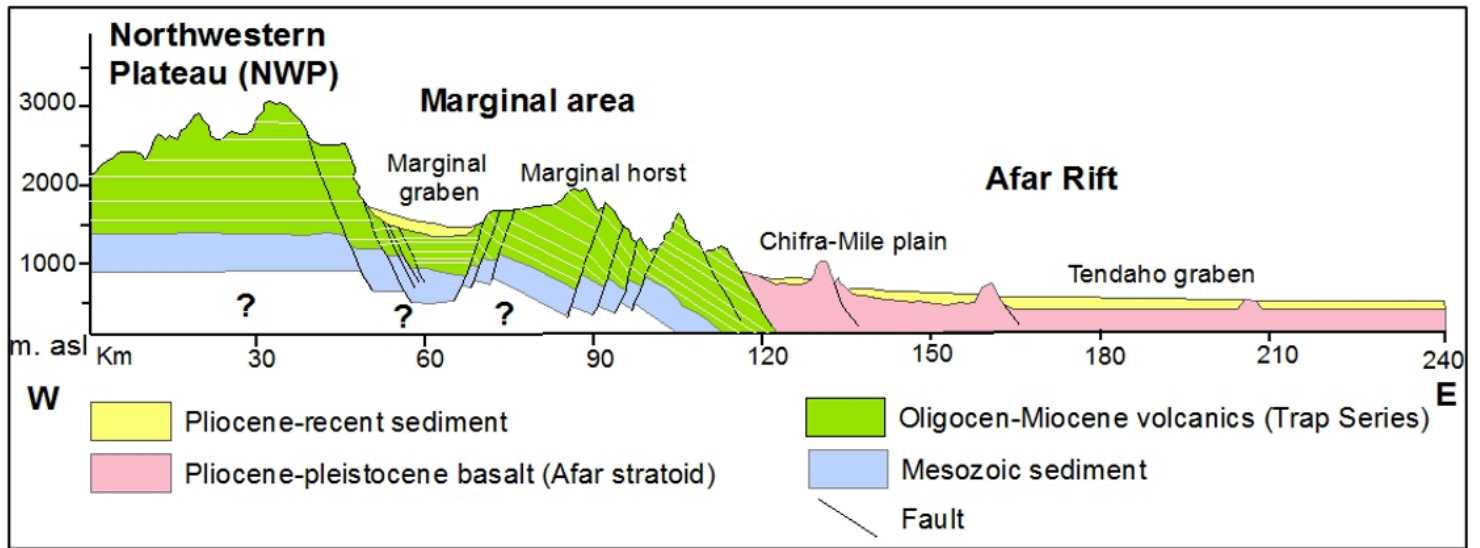 Northwestern
Plateau (NWP)
Marginal area
Marginal
graben
Marginal horst
Afar Rift
Chifra-Mile plain
Tendaho graben
3000
2000
1000
m. asl
?
?
?
Km
30
60
90
120
150
180
210
240
W
E
Pliocene-recent sediment
Pliocene-pleistocene basalt (Afar stratoid)
Oligocen-Miocene volcanics (Trap Series)
Mesozoic sediment
Fault